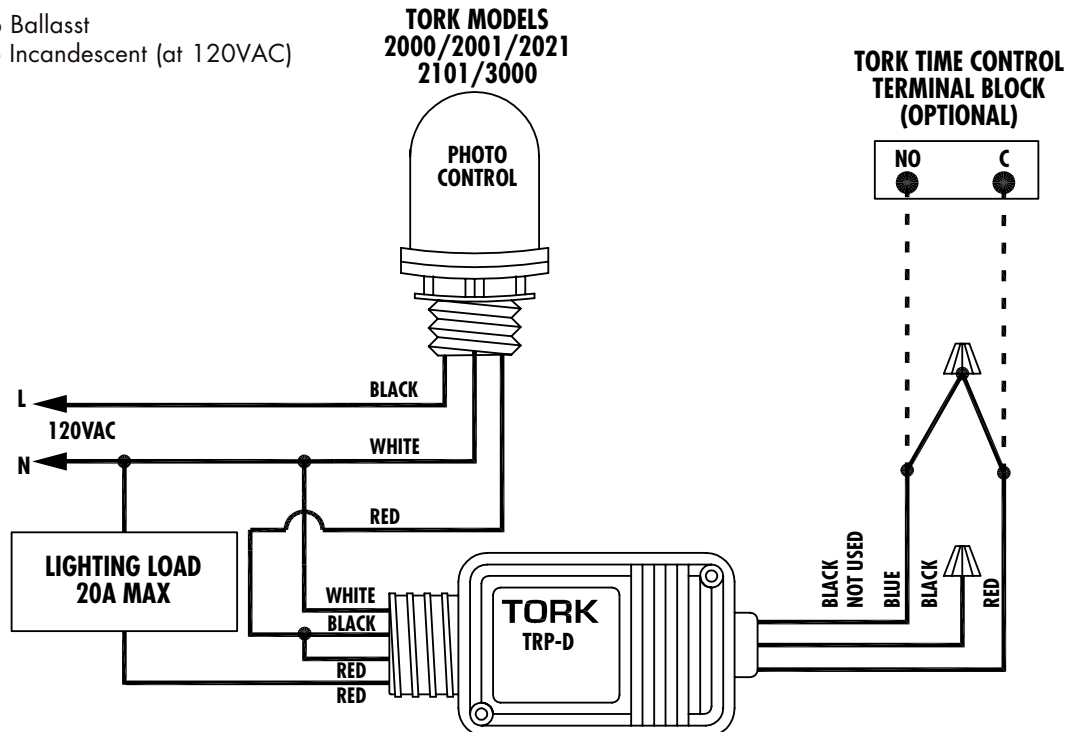 Ballasst
Incandescent (at 120VAC)
TORK MODELS
2000/2001/2021
2101/3000
PHOTO
CONTROL
TORK TIME CONTROL
TERMINAL BLOCK
(OPTIONAL)
NO
C
L
BLACK
120VAC
N
WHITE
RED
LIGHTING LOAD
20A MAX
WHITE
BLACK
RED
RED
TORK
TRP-D
BLACK
NOT USED
BLUE
BLACK
RED